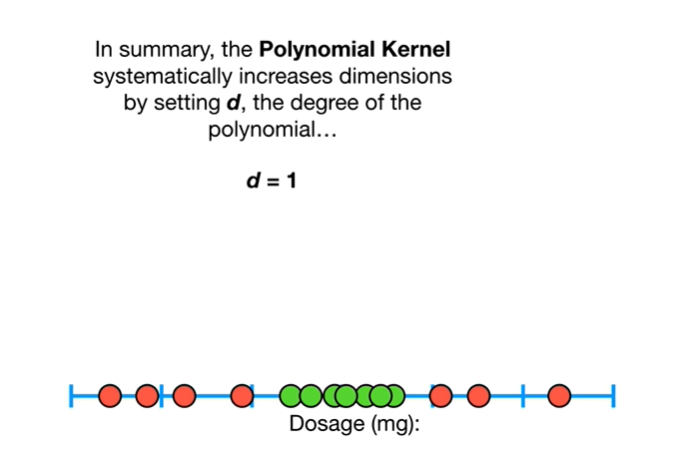 In summary, the Polynomial Kernel
systematically increases dimensions
by setting d, the degree of the
polynomial…
d = 1
Dosage (mg):